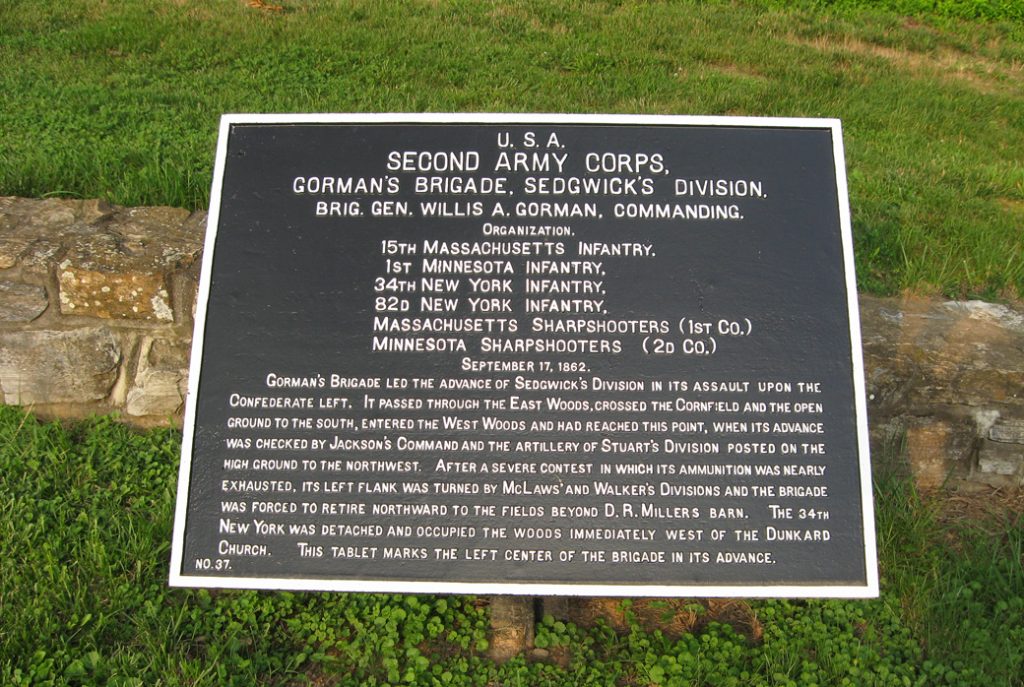 U. S. A.
SECOND ARMY CORPS,
GORMAN'S BRIGADE, SEDGWICK'S DIVISION,
BRIG. GEN. WILLIS A. GORMAN, COMMANDING.
ORGANIZATION.
15TH MASSACHUSETTS INFANTRY,
1ST MINNESOTA INFANTRY,
34TH NEW YORK INFANTRY,
82D NEW YORK INFANTRY,
MASSACHUSETTS SHARPSHOOTERS (1ST CO.)
MINNESOTA SHARPSHOOTERS (2D CO.)
SEPTEMBER 17, 1862.
GORMAN'S BRIGADE LED THE ADVANCE OF SEDGWICK'S DIVISION IN ITS ASSAULT UPON THE
CONFEDERATE LEFT. IT PASSED THROUGH THE EAST WOODS, CROSSED THE CORNFIELD AND THE OPEN
GROUND TO THE SOUTH, ENTERED THE WEST WOODS AND HAD REACHED THIS POINT, WHEN ITS ADVANCE
WAS CHECKED BY JACKSON'S COMMAND AND THE ARTILLERY OF STUART'S DIVISION POSTED ON THE
HIGH GROUND TO THE NORTHWEST. AFTER A SEVERE CONTEST IN WHICH ITS AMMUNITION WAS NEARLY
EXHAUSTED, ITS LEFT FLANK WAS TURNED BY MCLAWS' AND WALKER'S DIVISIONS AND THE BRIGADE
WAS FORCED TO RETIRE NORTHWARD TO THE FIELDS BEYOND D. R. MILLERS BARN. THE 34TH
NEW YORK WAS DETACHED AND OCCUPIED THE WOODS IMMEDIATELY WEST OF THE DUNKARD
CHURCH. THIS TABLET MARKS THE LEFT CENTER OF THE BRIGADE IN ITS ADVANCE.
NO. 37.